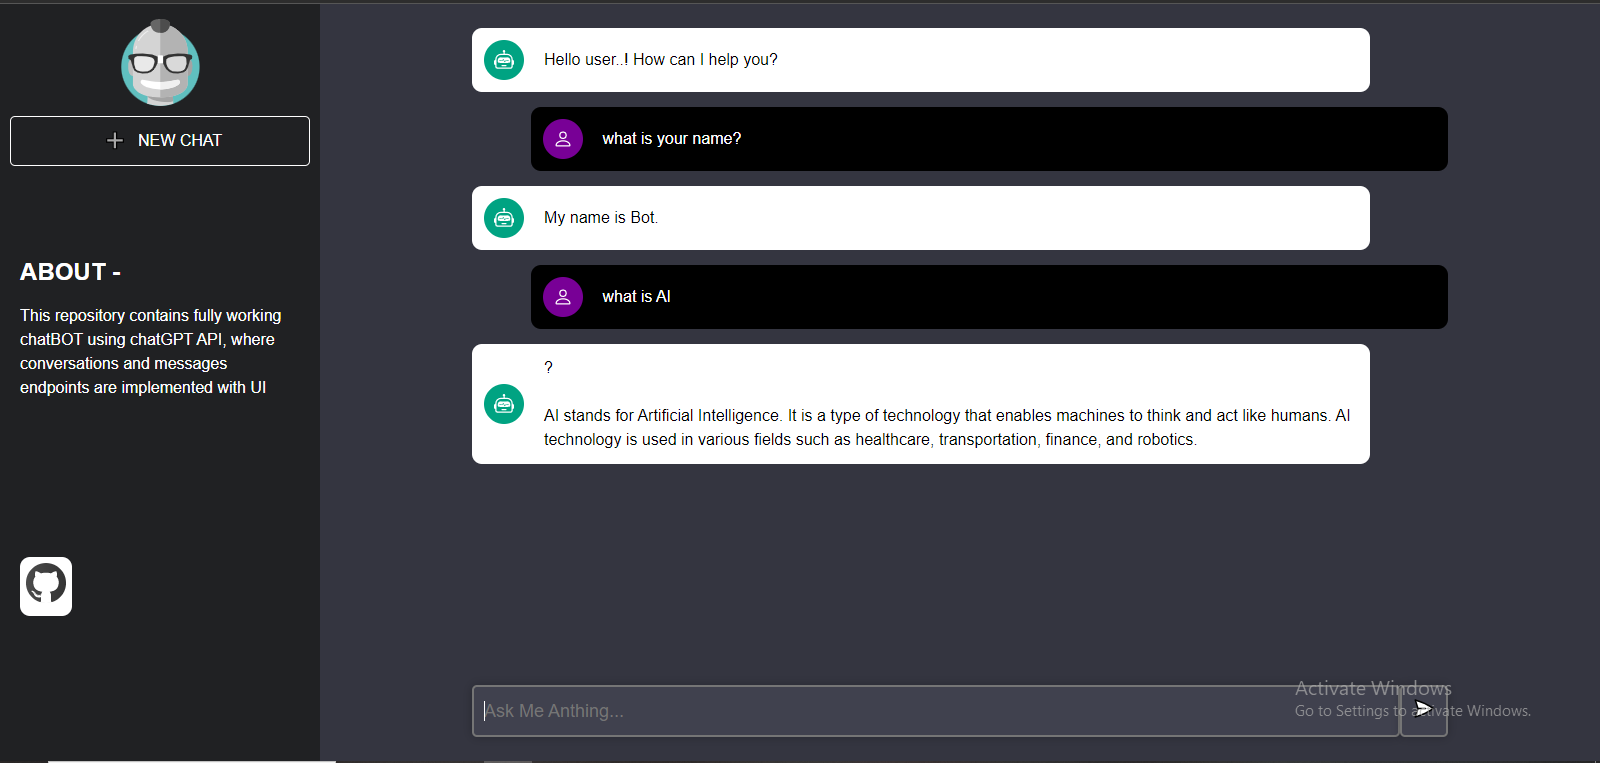 NEW CHAT
ABOUT -
This repository contains fully working
chatBOT using chatGPT API, where
conversations and messages
endpoints are implemented with UI
Hello user..! How can I help you?
what is your name?
My name is Bot.
what is AI
?
AI stands for Artificial Intelligence. It is a type of technology that enables machines to think and act like humans. AI
technology is used in various fields such as healthcare, transportation, finance, and robotics.
Ask Me Anthing...
Activate Windows
Go to Settings to activate Windows.